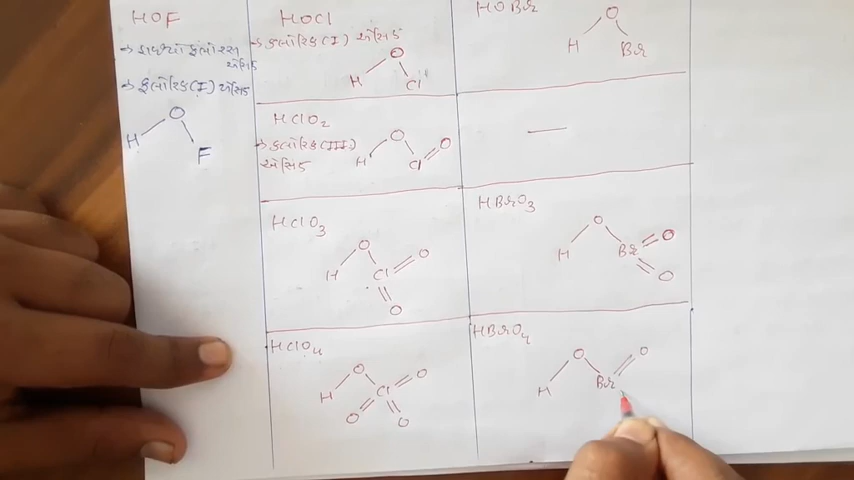 HOF
→ હાયપો ફ્લોરસ
એસિડ
→ ફ્લોરિક (I) એસિડ
H O F
HOCl
→ ક્લોરિક (I) એસિડ
H O Cl
HClO₂
→ ક્લોરિક (III)
એસિડ
H O Cl O
HClO₃
H O Cl O
O
HClO₄
H O Cl O
O O
HOBr
H O Br
—
HBrO₃
H O Br O
O
HBrO₄
H O Br O